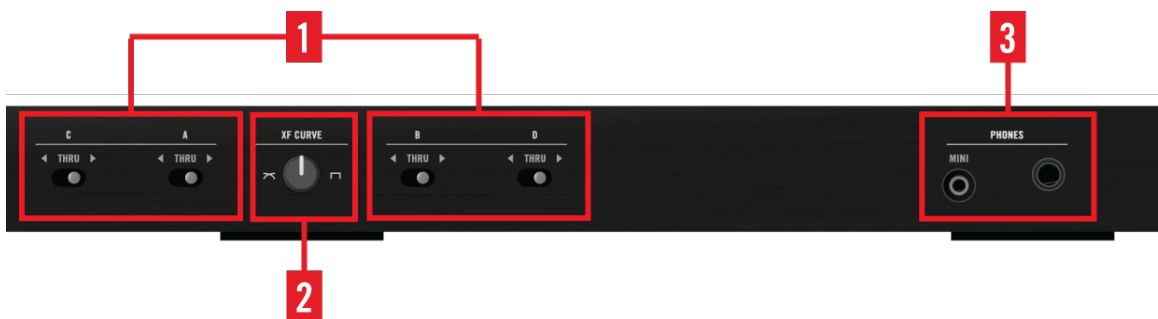 1
3
C A XF CURVE B D PHONES
◄ THRU ► ◄ THRU ► ◄ THRU ► ◄ THRU ► MINI
2